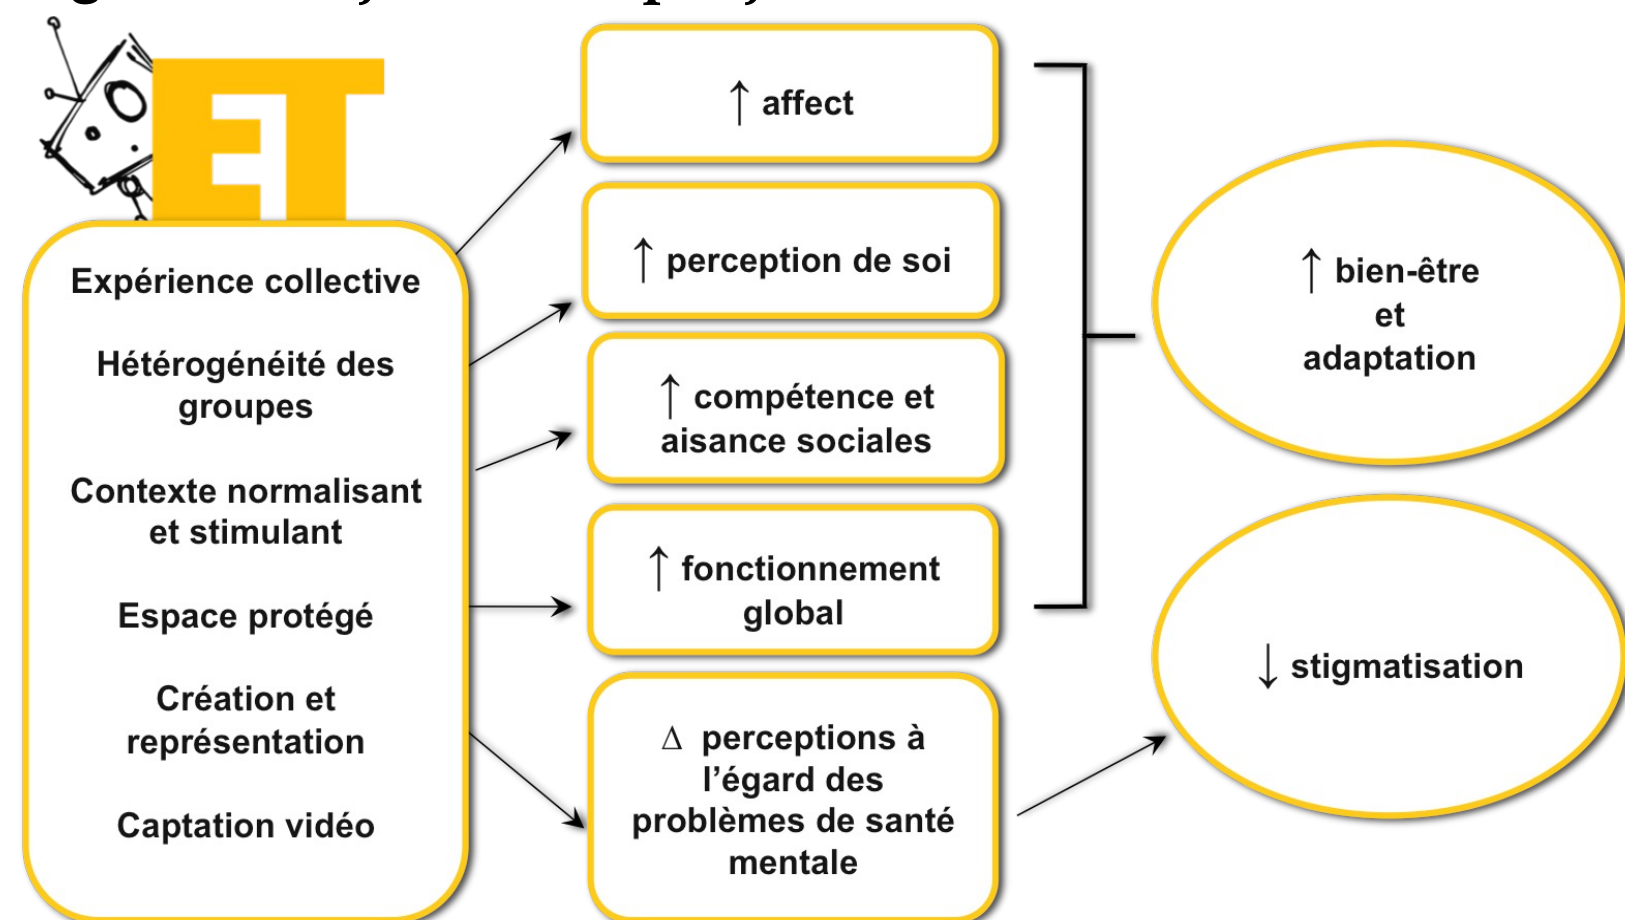 ET
Expérience collective
Hétérogénéité des
groupes
Contexte normalisant
et stimulant
Espace protégé
Création et
représentation
Captation vidéo
↑ affect
↑ perception de soi
↑ compétence et
aisance sociales
↑ fonctionnement
global
Δ perceptions à
l’égard des
problèmes de santé
mentale
↑ bien-être
et
adaptation
↓ stigmatisation